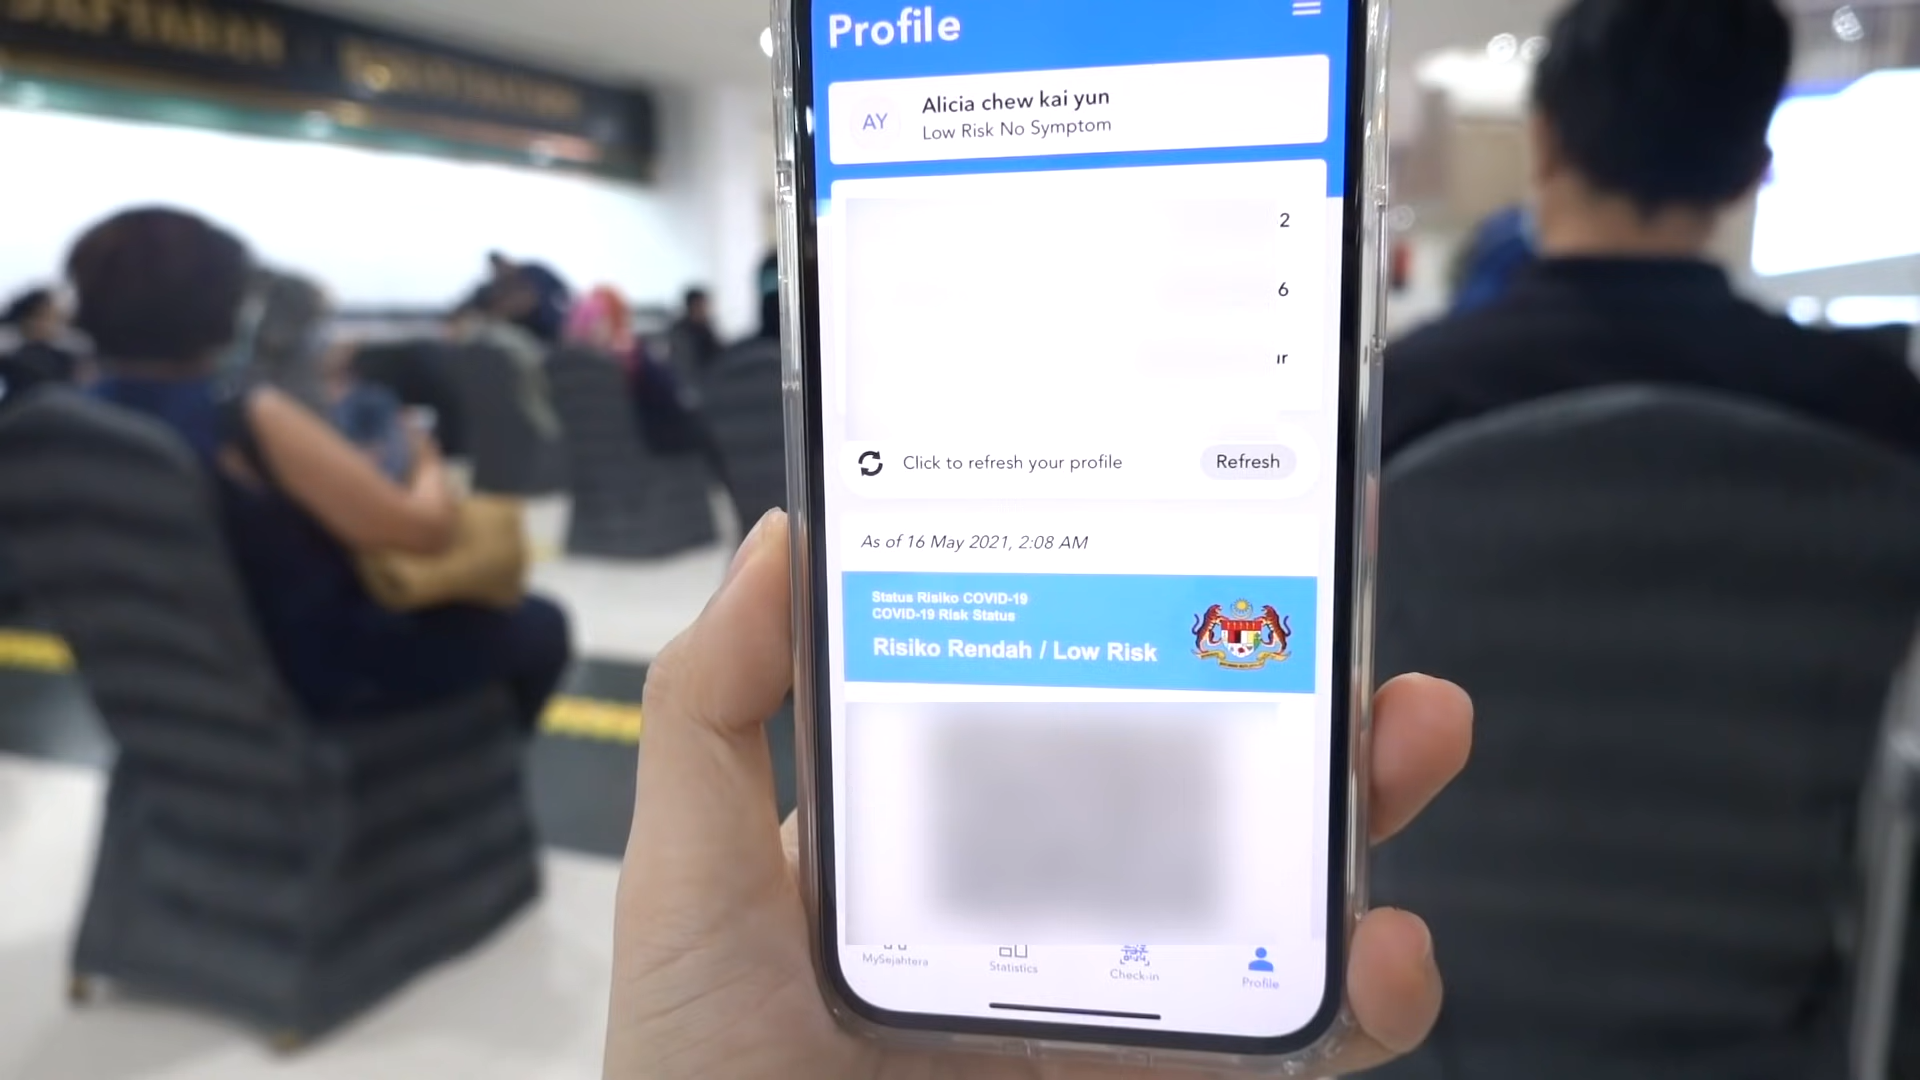 Profile
AY
Alicia chew kai yun
Low Risk No Symptom
2
6
ır
Click to refresh your profile
Refresh
As of 16 May 2021, 2:08 AM
Status Risiko COVID-19
COVID-19 Risk Status
Risiko Rendah / Low Risk
MySejahtera
Statistics
Check-in
Profile